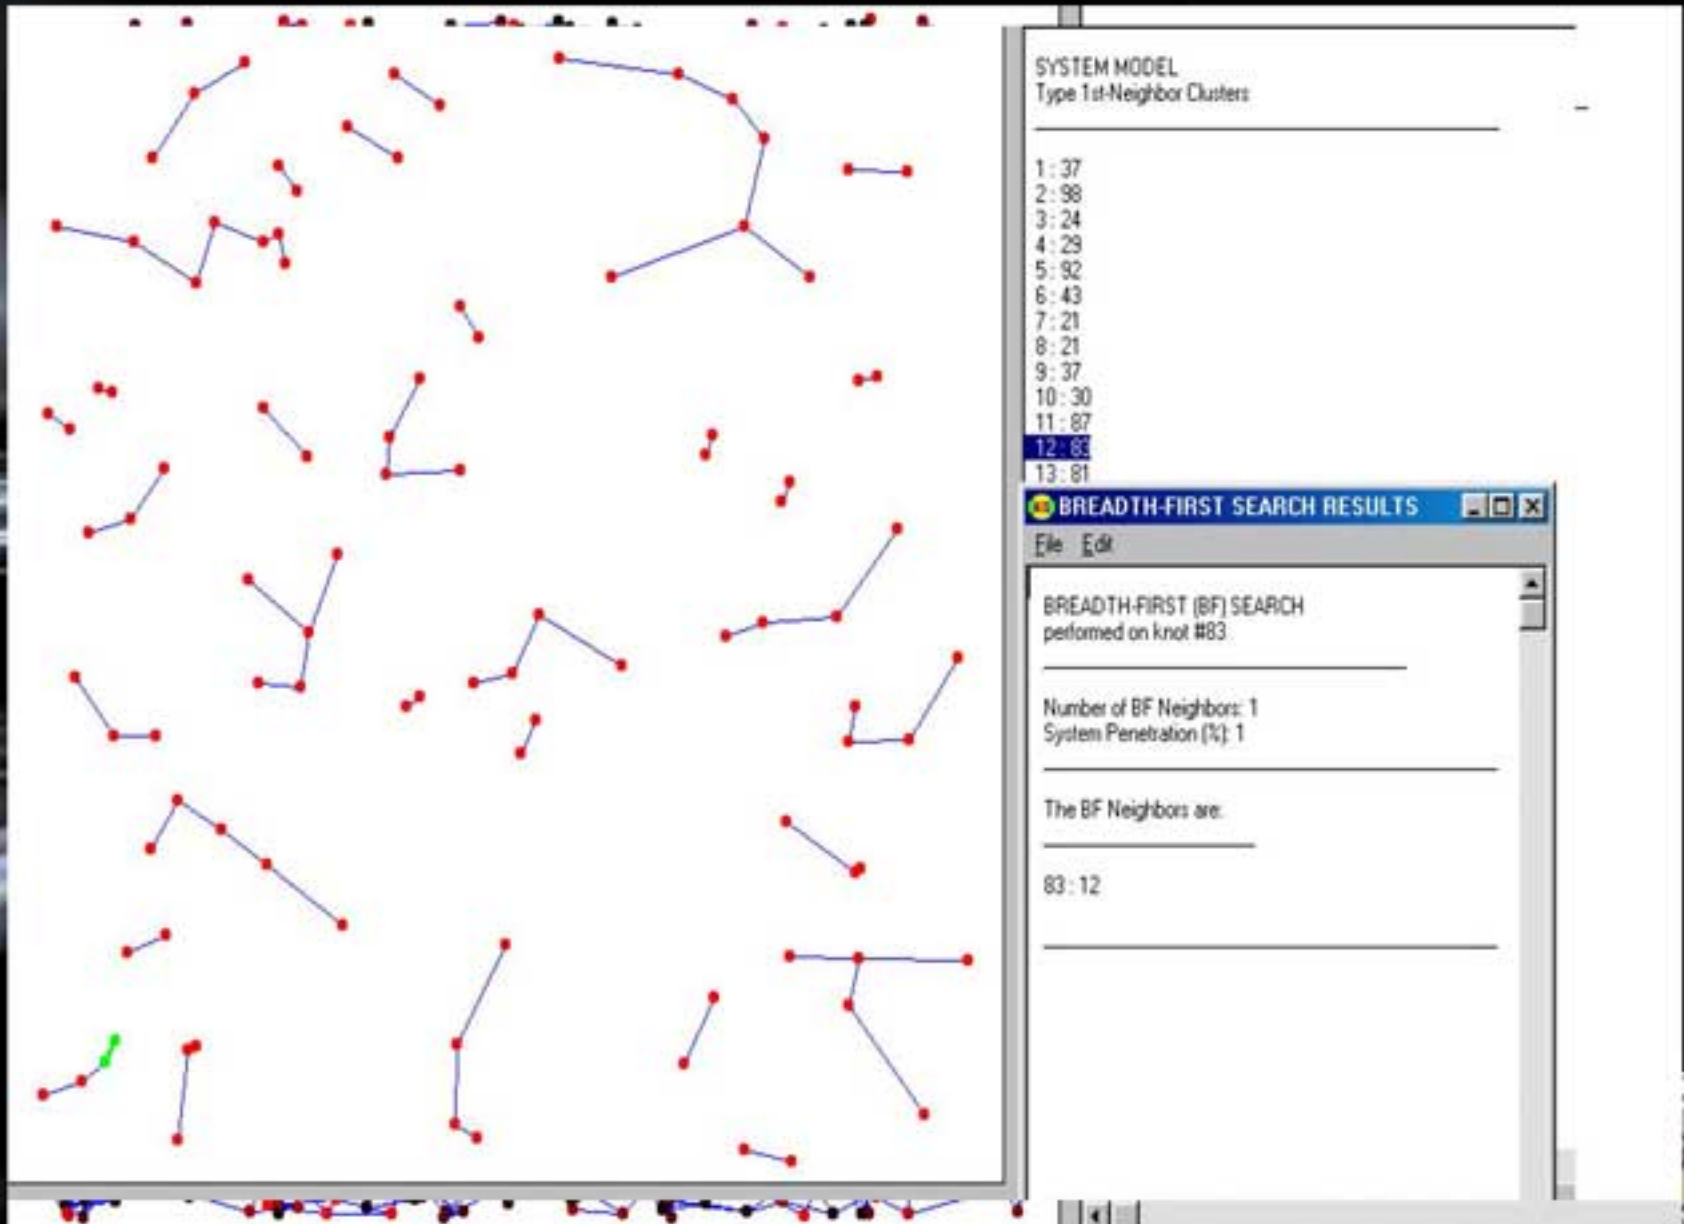 SYSTEM MODEL
Type 1st-Neighbor Clusters
1 : 37
2 : 98
3 : 24
4 : 29
5 : 92
6 : 43
7 : 21
8 : 21
9 : 37
10 : 30
11 : 87
12 : 83
13 : 81
BREADTH-FIRST SEARCH RESULTS
File Edit
BREADTH-FIRST (BF) SEARCH
performed on knot #83
Number of BF Neighbors: 1
System Penetration (%): 1
The BF Neighbors are:
83 : 12